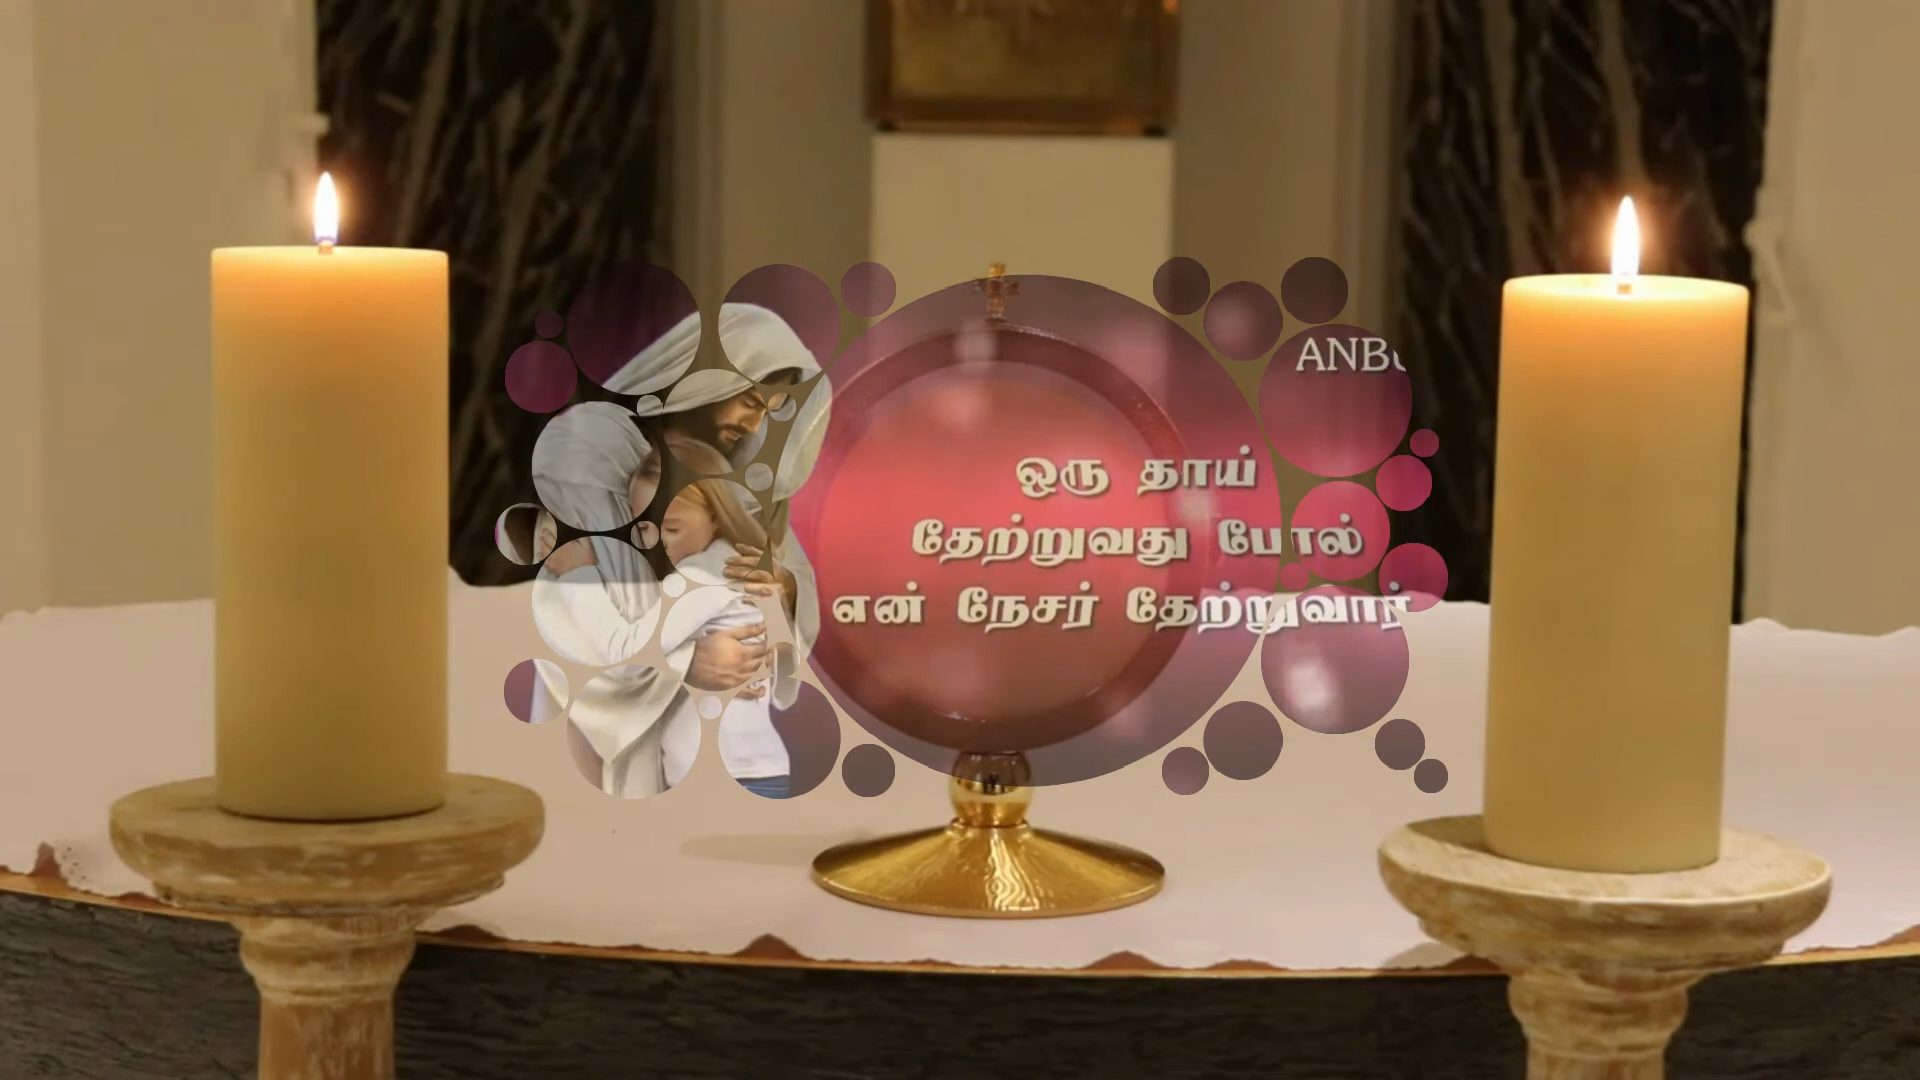 ANB
ஒரு தாய்
தேற்றுவது போல்
என் நேசர் தேற்றுவார்